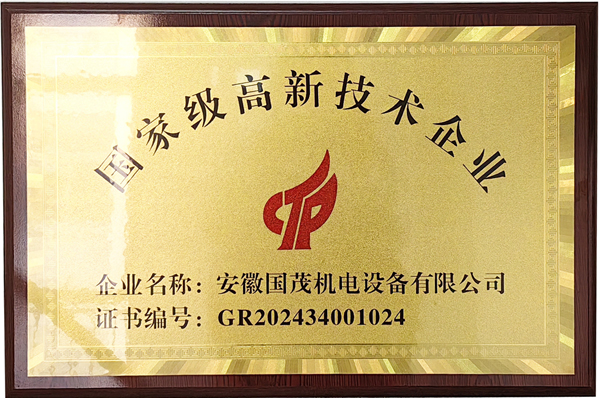 国家级高新技术企业
企业名称：安徽国茂机电设备有限公司
证书编号：GR202434001024